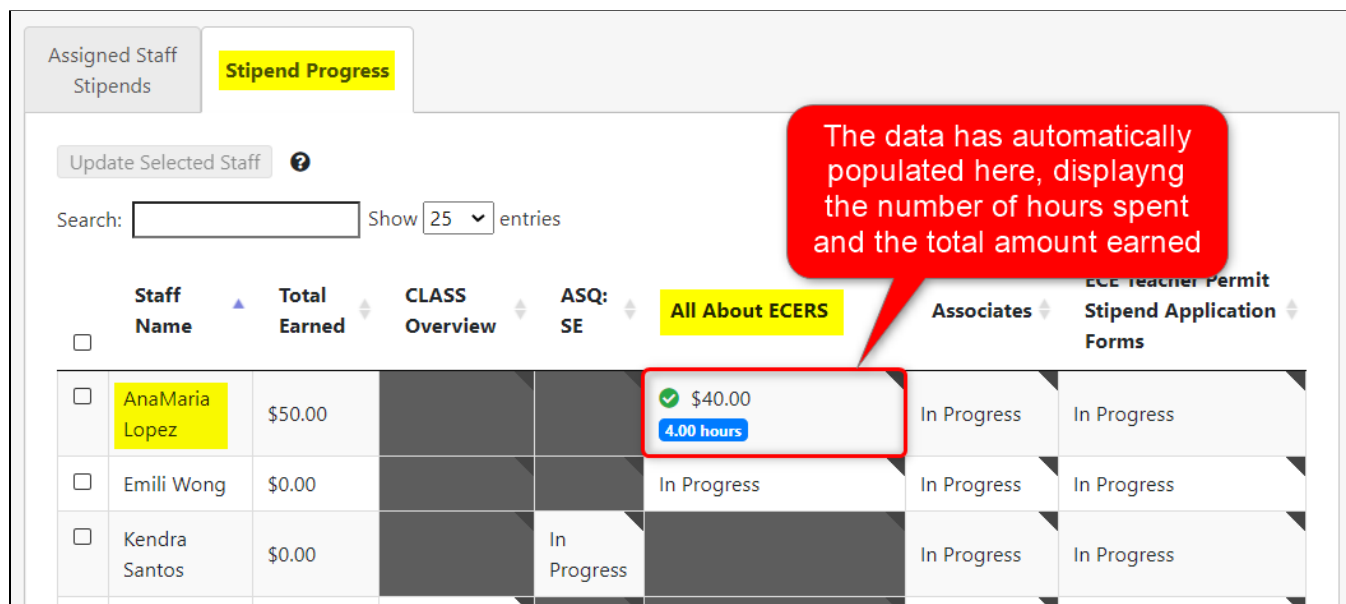 Assigned Staff
Stipends
Stipend Progress
The data has automatically
populated here, displayng
the number of hours spent
and the total amount earned
Update Selected Staff
Search:
Show 25 entries
Staff
Name
Total
Earned
CLASS
Overview
ASQ:
SE
All About ECERS
Associates
ECE Teacher Permit
Stipend Application
Forms
AnaMaria
Lopez
$50.00
$40.00
4.00 hours
In Progress
In Progress
Emili Wong
$0.00
In Progress
In Progress
In Progress
Kendra
Santos
$0.00
In
Progress
In Progress
In Progress